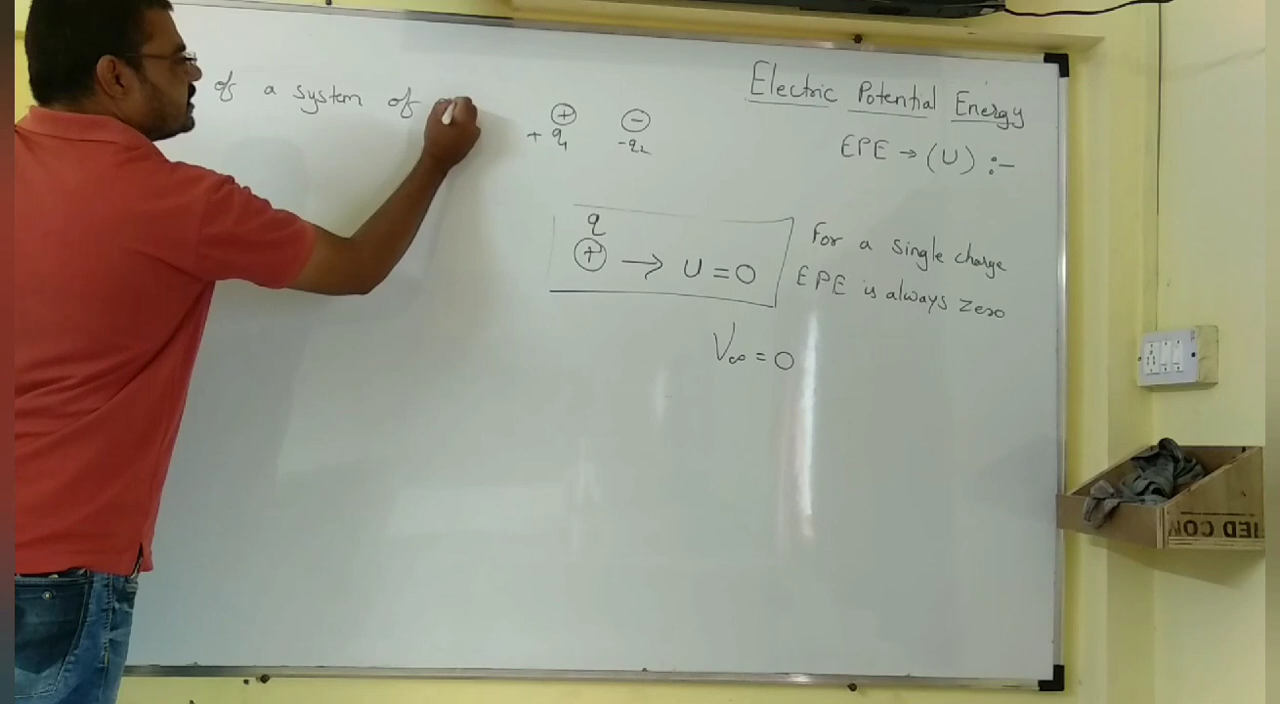 of a system of
+ -
+ q1 -q2
Electric Potential Energy
EPE → (U) :-
q
+ → U = 0
For a single charge
EPE is always zero
V∞ = 0
IED CO